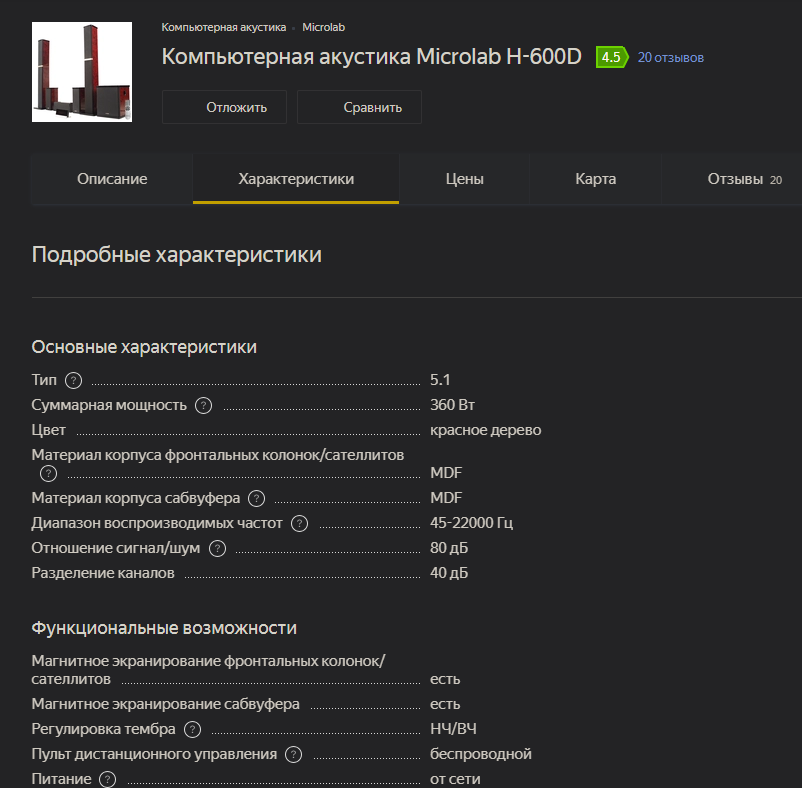 Компьютерная акустика · Microlab
Компьютерная акустика Microlab H-600D 4.5 20 отзывов
Отложить Сравнить
Описание Характеристики Цены Карта Отзывы 20
Подробные характеристики
Основные характеристики
Тип ? 5.1
Суммарная мощность ? 360 Вт
Цвет красное дерево
Материал корпуса фронтальных колонок/сателлитов
? MDF
Материал корпуса сабвуфера ? MDF
Диапазон воспроизводимых частот ? 45-22000 Гц
Отношение сигнал/шум ? 80 дБ
Разделение каналов 40 дБ
Функциональные возможности
Магнитное экранирование фронтальных колонок/
сателлитов есть
Магнитное экранирование сабвуфера есть
Регулировка тембра ? НЧ/ВЧ
Пульт дистанционного управления ? беспроводной
Питание ? от сети